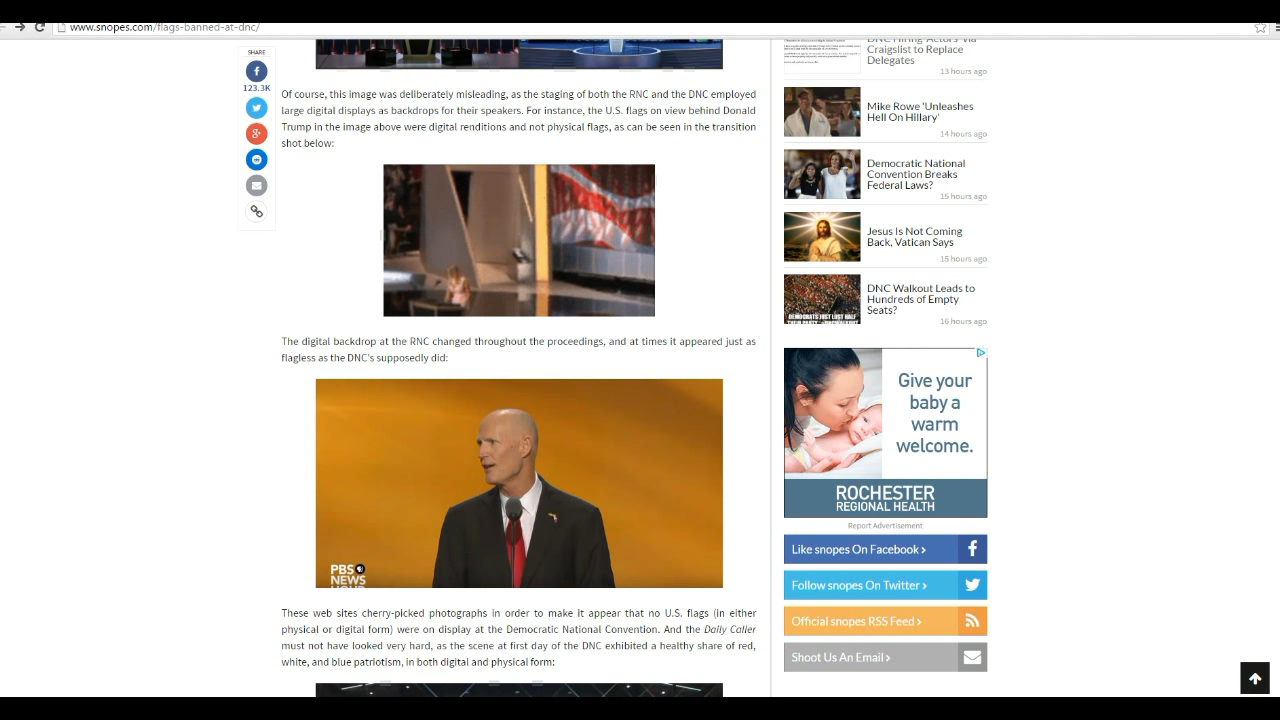 www.snopes.com/flags-banned-at-dnc/
SHARE
123.3K
Of course, this image was deliberately misleading, as the staging of both the RNC and the DNC employed
large digital displays as backdrops for their speakers. For instance, the U.S. flags on view behind Donald
Trump in the image above were digital renditions and not physical flags, as can be seen in the transition
shot below:
The digital backdrop at the RNC changed throughout the proceedings, and at times it appeared just as
flagless as the DNC's supposedly did:
PBS
NEWS
These web sites cherry-picked photographs in order to make it appear that no U.S. flags (in either
physical or digital form) were on display at the Democratic National Convention. And the Daily Caller
must not have looked very hard, as the scene at first day of the DNC exhibited a healthy share of red,
white, and blue patriotism, in both digital and physical form:
DNC Hiring 'Actors' via
Craigslist to Replace
Delegates
13 hours ago
Mike Rowe 'Unleashes
Hell On Hillary'
14 hours ago
Democratic National
Convention Breaks
Federal Laws?
15 hours ago
Jesus Is Not Coming
Back, Vatican Says
15 hours ago
DEMOCRATS JUST LOST HALF
DNC Walkout Leads to
Hundreds of Empty
Seats?
16 hours ago
Give your
baby a
warm
welcome.
ROCHESTER
REGIONAL HEALTH
Report Advertisement
Like snopes On Facebook ›
Follow snopes On Twitter ›
Official snopes RSS Feed ›
Shoot Us An Email ›